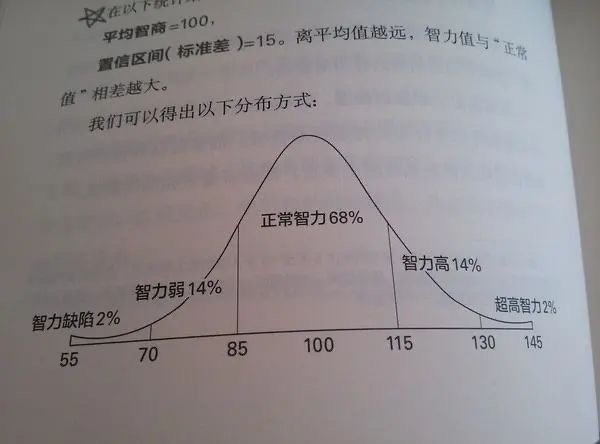 在以下统计
平均智商=100,
置信区间(标准差)=15。离平均值越远，智力值与“正常
值”相差越大。
我们可以得出以下分布方式：
正常智力68%
智力高14%
智力弱14%
超高智力2%
智力缺陷2%
55 70 85 100 115 130 145